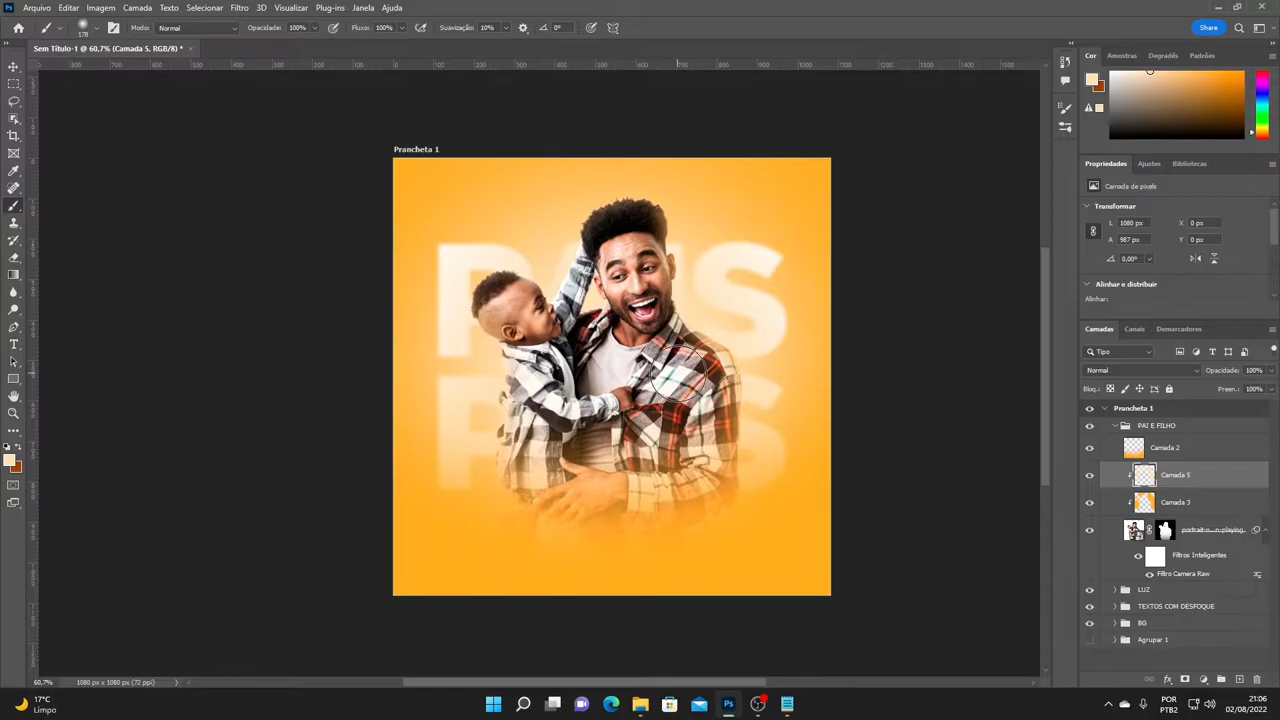 Arquivo Editar Imagem Camada Texto Selecionar Filtro 3D Visualizar Plug-ins Janela Ajuda
178 Modo: Normal Opacidade: 100% Fluxo: 100% Suavização: 10% 0° Share
Sem Título-1 @ 60,7% (Camada 5, RGB/8) * ×
Cor Amostras Degradês Padrões
Prancheta 1
PAIS
Propriedades Ajustes Bibliotecas
Camada de pixels
Transformar
L 1080 px X 0 px
A 987 px Y 0 px
0,00°
Alinhar e distribuir
Alinhar:
Camadas Canais Demarcadores
Tipo
Normal Opacidade: 100%
Bloq.: Preen.: 100%
Prancheta 1
PAI E FILHO
Camada 2
Camada 5
Camada 3
portrait-o...n-playing...
Filtros Inteligentes
Filtro Camera Raw
LUZ
TEXTOS COM DESFOQUE
BG
Agrupar 1
60,7% 1080 px x 1080 px (72 ppi)
17°C
Limpo
POR
PTB2
21:06
02/08/2022